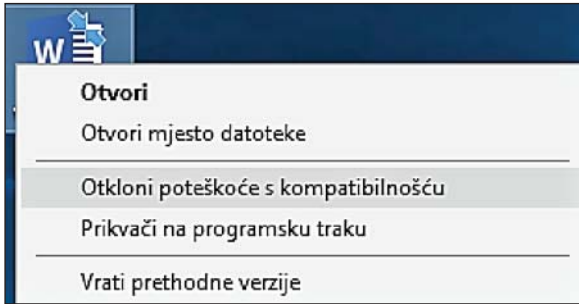 W
Otvori
Otvori mjesto datoteke
Otkloni poteškoće s kompatibilnošću
Prikvači na programsku traku
Vrati prethodne verzije